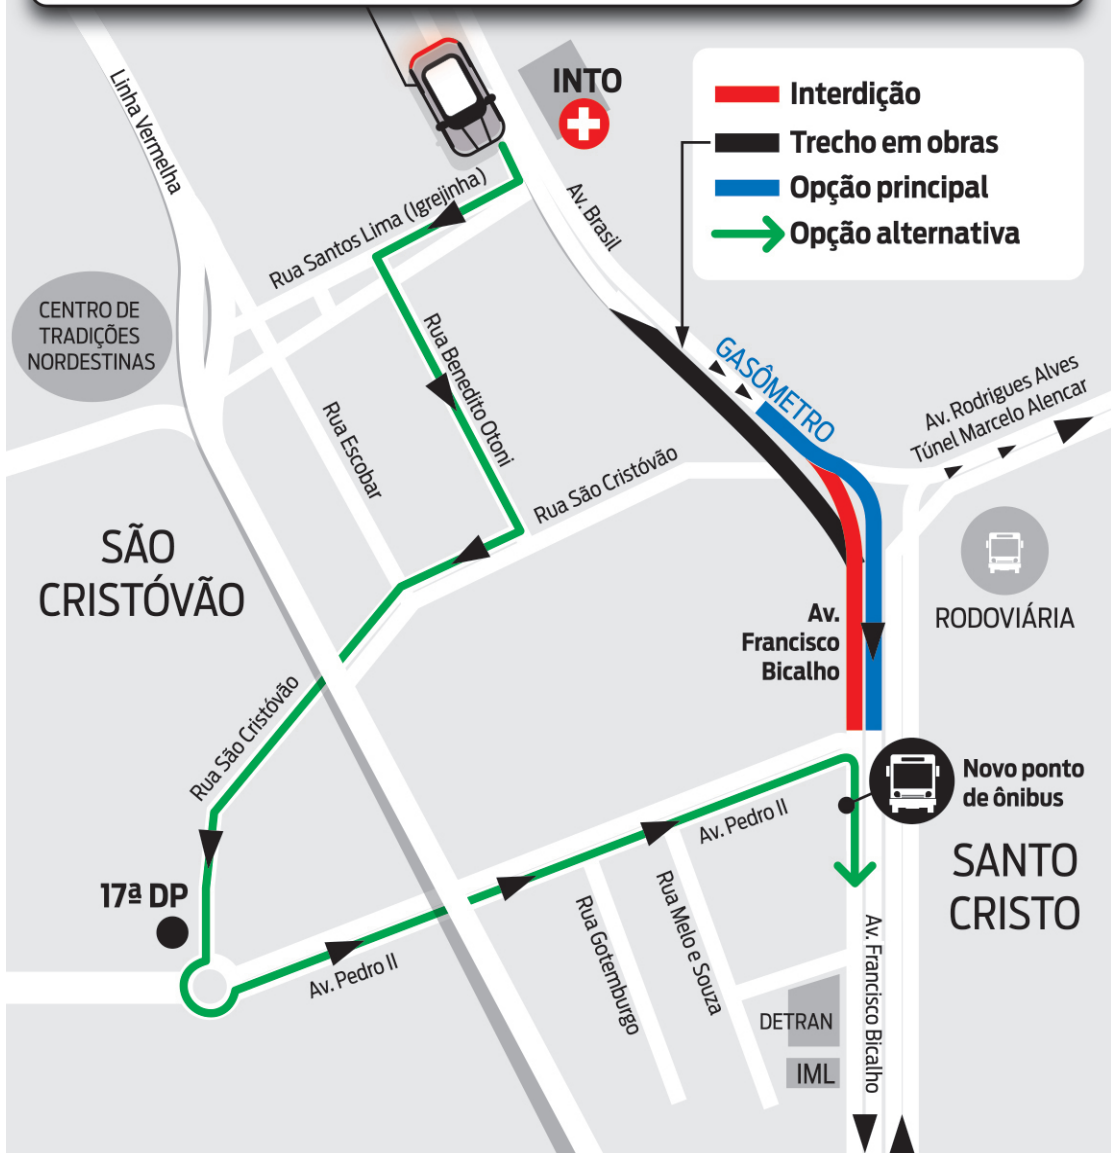 INTO
Interdição
Trecho em obras
Opção principal
Opção alternativa
Linha Vermelha
Rua Santos Lima (Igrejinha)
Av. Brasil
CENTRO DE
TRADIÇÕES
NORDESTINAS
Rua Benedito Otoni
GASÔMETRO
Av. Rodrigues Alves
Túnel Marcelo Alencar
Rua Escobar
Rua São Cristóvão
SÃO
CRISTÓVÃO
RODOVIÁRIA
Av.
Francisco
Bicalho
Rua São Cristóvão
Novo ponto
de ônibus
Av. Pedro II
SANTO
CRISTO
17ª DP
Rua Gotemburgo
Rua Melo e Souza
Av. Francisco Bicalho
Av. Pedro II
DETRAN
IML